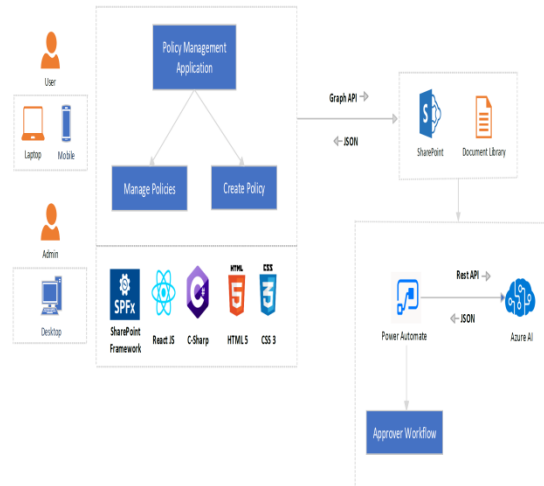 User
Laptop
Mobile
Admin
Desktop
Policy Management
Application
Manage Policies
Create Policy
SPFx
SharePoint
Framework
React JS
C
C-Sharp
HTML
5
HTML 5
CSS
3
CSS 3
Graph API
JSON
S
SharePoint
Document Library
Power Automate
Rest API
JSON
Azure AI
Approver Workflow